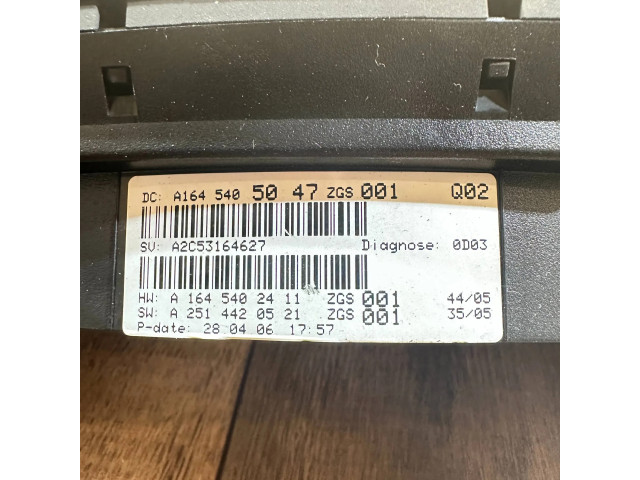 DC: A164 540 50 47 ZGS 001 Q02
SV: A2C53164627 Diagnose: 0D03
HW: A 164 540 24 11 ZGS 001 44/05
SW: A 251 442 05 21 ZGS 001 35/05
P-date: 28 04 06 17:57